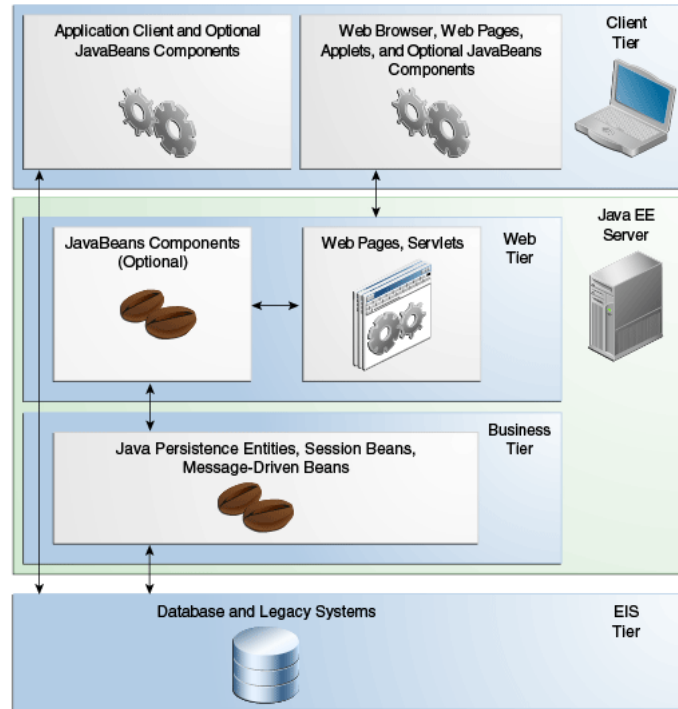 Application Client and Optional
JavaBeans Components
Web Browser, Web Pages,
Applets, and Optional JavaBeans
Components
Client
Tier
Java EE
Server
JavaBeans Components
(Optional)
Web Pages, Servlets
Web
Tier
Java Persistence Entities, Session Beans,
Message-Driven Beans
Business
Tier
Database and Legacy Systems
EIS
Tier